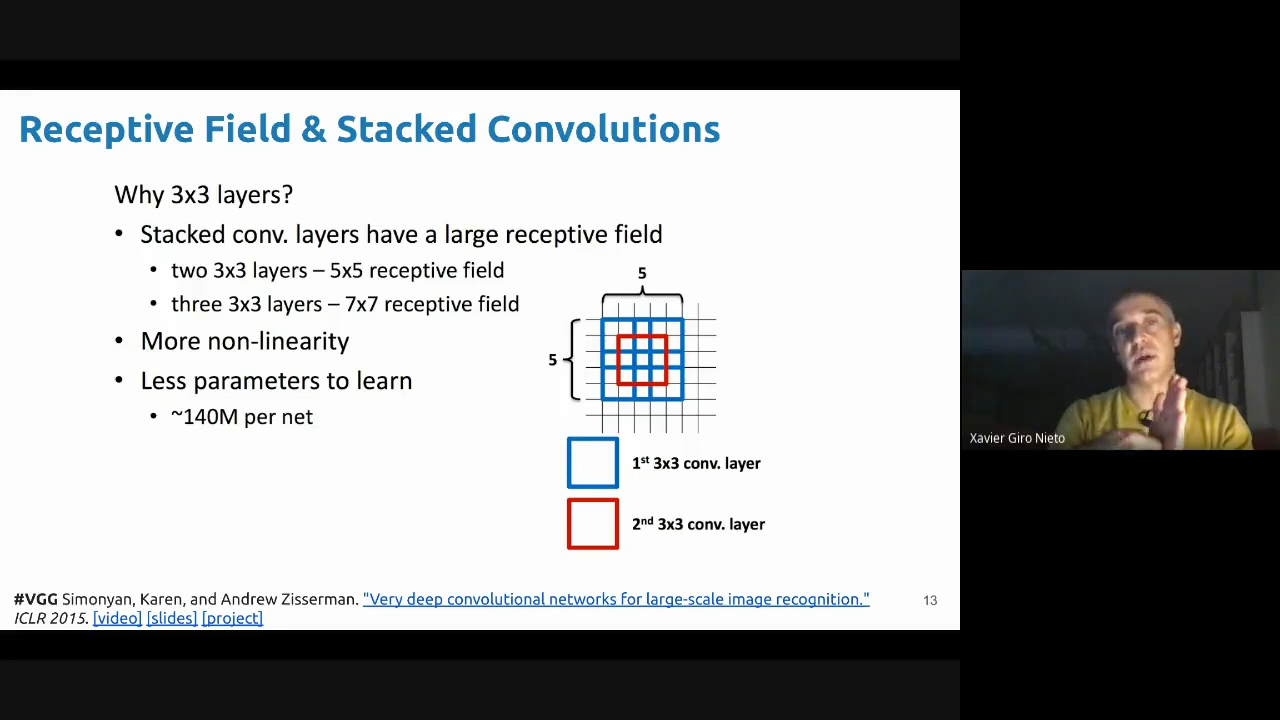 Receptive Field & Stacked Convolutions
Why 3x3 layers?
• Stacked conv. layers have a large receptive field
• two 3x3 layers – 5x5 receptive field
• three 3x3 layers – 7x7 receptive field
• More non-linearity
• Less parameters to learn
• ~140M per net
5
5
1st 3x3 conv. layer
2nd 3x3 conv. layer
Xavier Giro Nieto
#VGG Simonyan, Karen, and Andrew Zisserman. "Very deep convolutional networks for large-scale image recognition."
ICLR 2015. [video] [slides] [project]
13